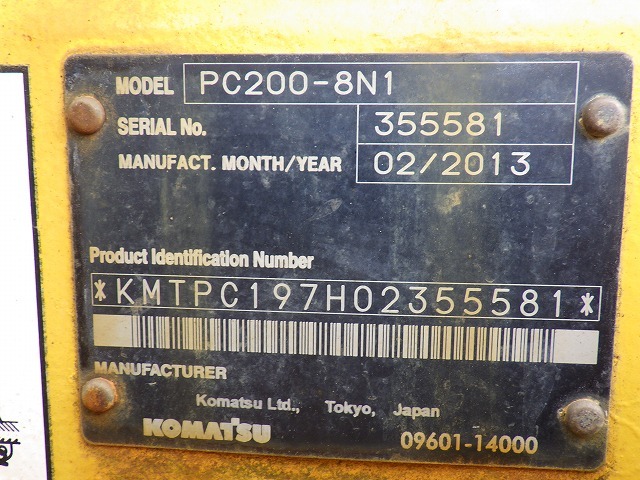 MODEL PC200-8N1
SERIAL No. 355581
MANUFACT. MONTH/YEAR 02/2013
Product Identification Number
*KMTPC197H02355581*
MANUFACTURER
Komatsu Ltd., Tokyo, Japan
KOMATSU 09601-14000